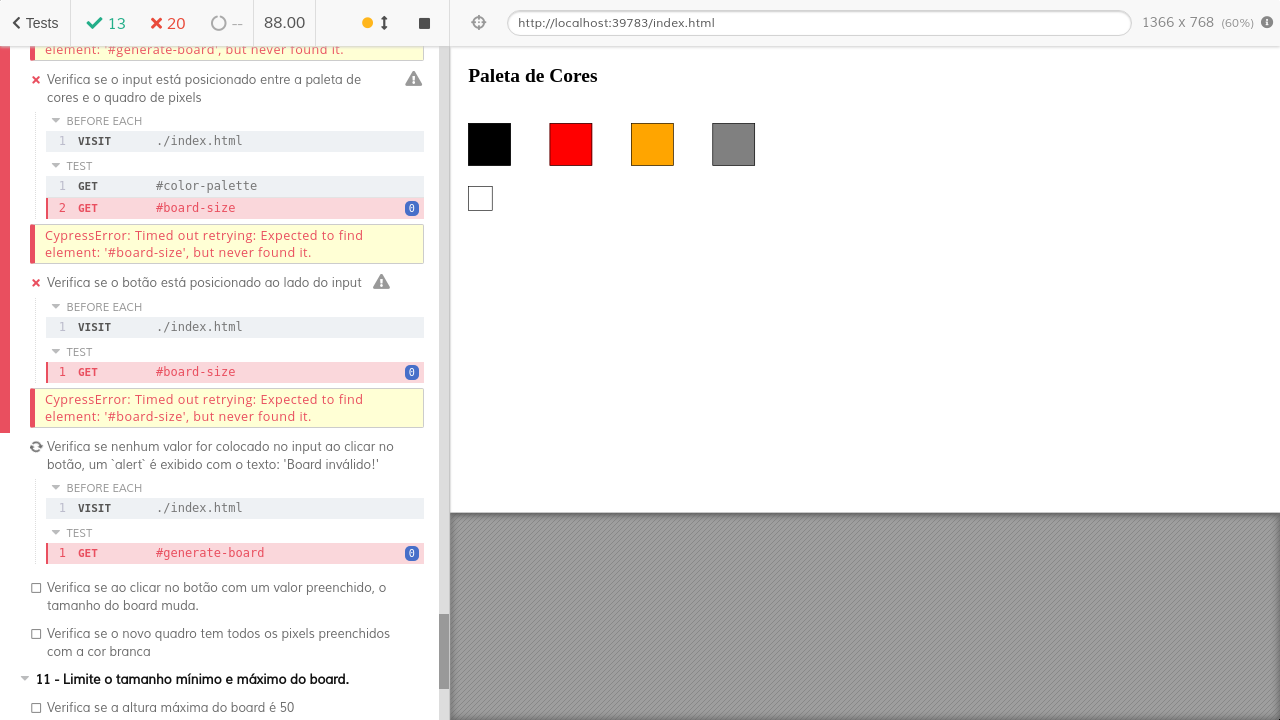 Tests
13
20
--
88.00
http://localhost:39783/index.html
1366 x 768 (60%)
element: '#generate-board', but never found it.
Verifica se o input está posicionado entre a paleta de
cores e o quadro de pixels
BEFORE EACH
1 VISIT ./index.html
TEST
1 GET #color-palette
2 GET #board-size 0
CypressError: Timed out retrying: Expected to find
element: '#board-size', but never found it.
Verifica se o botão está posicionado ao lado do input
BEFORE EACH
1 VISIT ./index.html
TEST
1 GET #board-size 0
CypressError: Timed out retrying: Expected to find
element: '#board-size', but never found it.
Verifica se nenhum valor for colocado no input ao clicar no
botão, um `alert` é exibido com o texto: 'Board inválido!'
BEFORE EACH
1 VISIT ./index.html
TEST
1 GET #generate-board 0
Verifica se ao clicar no botão com um valor preenchido, o
tamanho do board muda.
Verifica se o novo quadro tem todos os pixels preenchidos
com a cor branca
11 - Limite o tamanho mínimo e máximo do board.
Verifica se a altura máxima do board é 50
Paleta de Cores